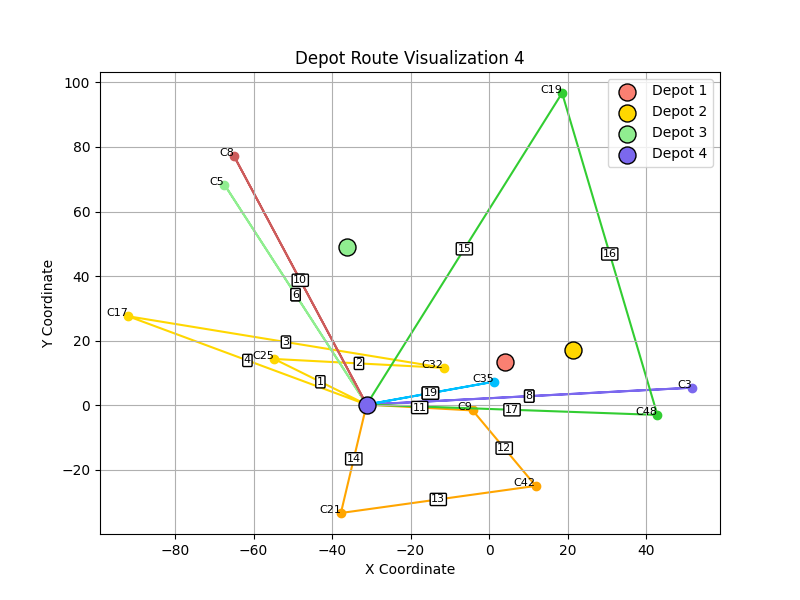 Depot Route Visualization 4
Y Coordinate
100
80
60
40
20
0
−20
−80
−60
−40
−20
0
20
40
X Coordinate
Depot 1
Depot 2
Depot 3
Depot 4
C19
C8
C5
C17
C25
C32
C35
C3
C9
C48
C42
C21
15
16
10
6
3
4
2
1
19
8
11
17
12
14
13